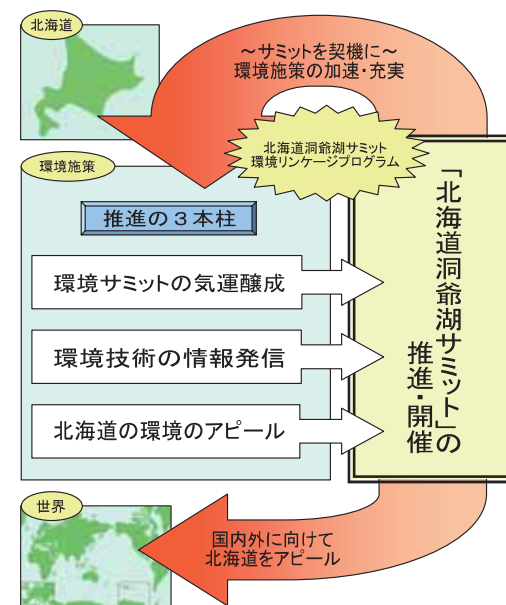 北海道
～サミットを契機に～
環境施策の加速・充実
北海道洞爺湖サミット
環境リンケージプログラム
環境施策
推進の3本柱
環境サミットの気運醸成
環境技術の情報発信
北海道の環境のアピール
「北海道洞爺湖サミット」の
推進・開催
世界
国内外に向けて
北海道をアピール